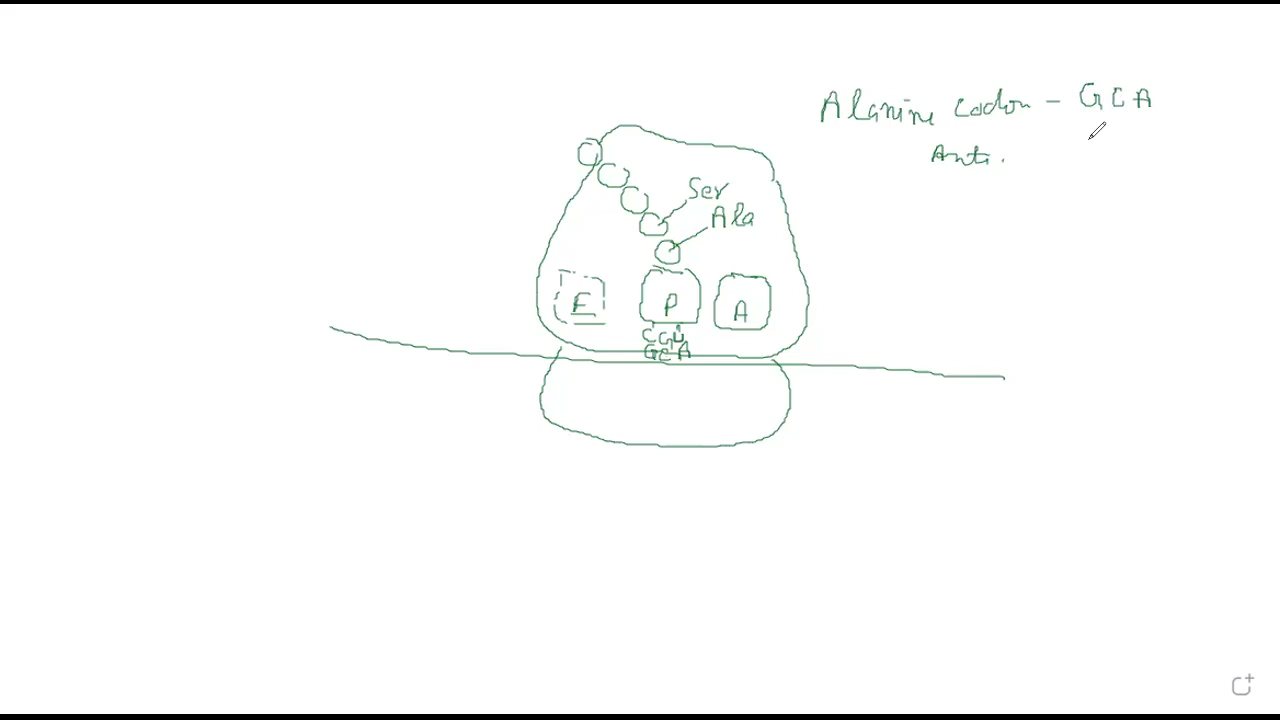 Alanine codon - GCA
Anti.
Ser
Ala
E P A
CGU
GCA